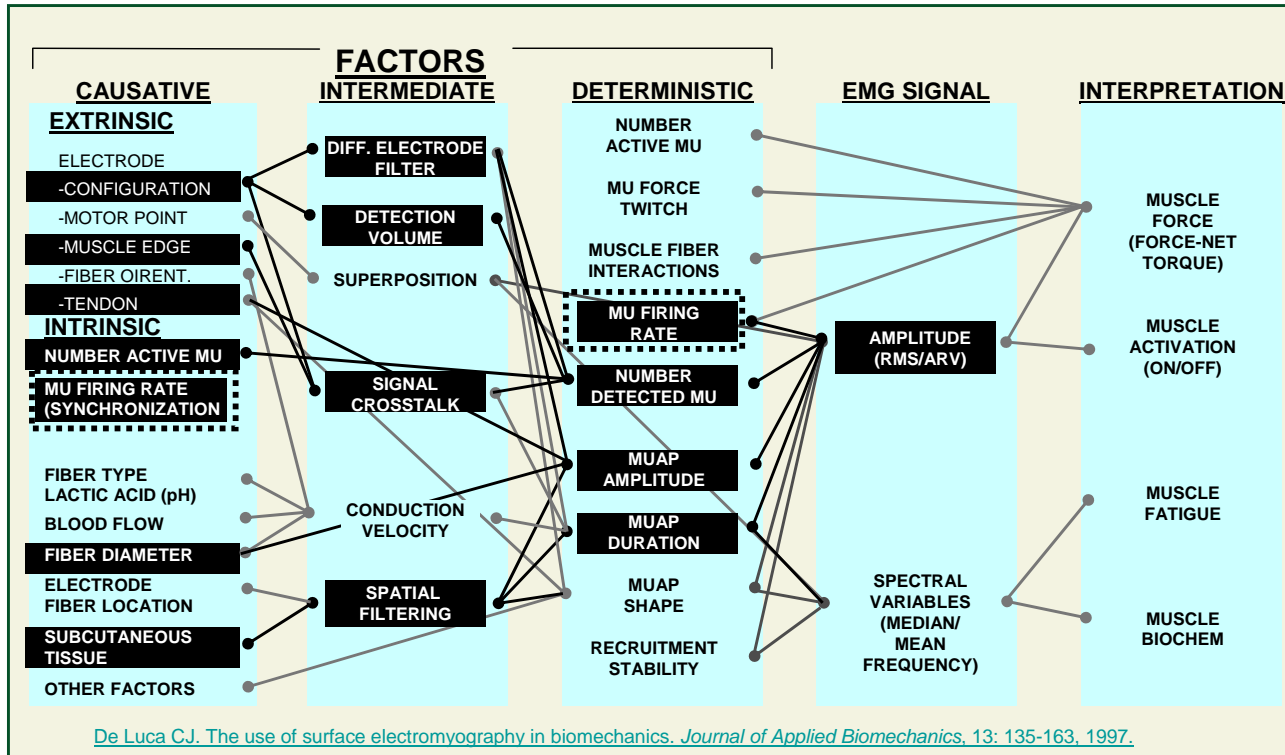 FACTORS
CAUSATIVE
EXTRINSIC
ELECTRODE
-CONFIGURATION
-MOTOR POINT
-MUSCLE EDGE
-FIBER OIRENT.
-TENDON
INTRINSIC
NUMBER ACTIVE MU
MU FIRING RATE
(SYNCHRONIZATION
FIBER TYPE
LACTIC ACID (pH)
BLOOD FLOW
FIBER DIAMETER
ELECTRODE
FIBER LOCATION
SUBCUTANEOUS
TISSUE
OTHER FACTORS
INTERMEDIATE
DIFF. ELECTRODE
FILTER
DETECTION
VOLUME
SUPERPOSITION
SIGNAL
CROSSTALK
CONDUCTION
VELOCITY
SPATIAL
FILTERING
DETERMINISTIC
NUMBER
ACTIVE MU
MU FORCE
TWITCH
MUSCLE FIBER
INTERACTIONS
MU FIRING
RATE
NUMBER
DETECTED MU
MUAP
AMPLITUDE
MUAP
DURATION
MUAP
SHAPE
RECRUITMENT
STABILITY
EMG SIGNAL
AMPLITUDE
(RMS/ARV)
SPECTRAL
VARIABLES
(MEDIAN/
MEAN
FREQUENCY)
INTERPRETATION
MUSCLE
FORCE
(FORCE-NET
TORQUE)
MUSCLE
ACTIVATION
(ON/OFF)
MUSCLE
FATIGUE
MUSCLE
BIOCHEM
De Luca CJ. The use of surface electromyography in biomechanics. Journal of Applied Biomechanics, 13: 135-163, 1997.